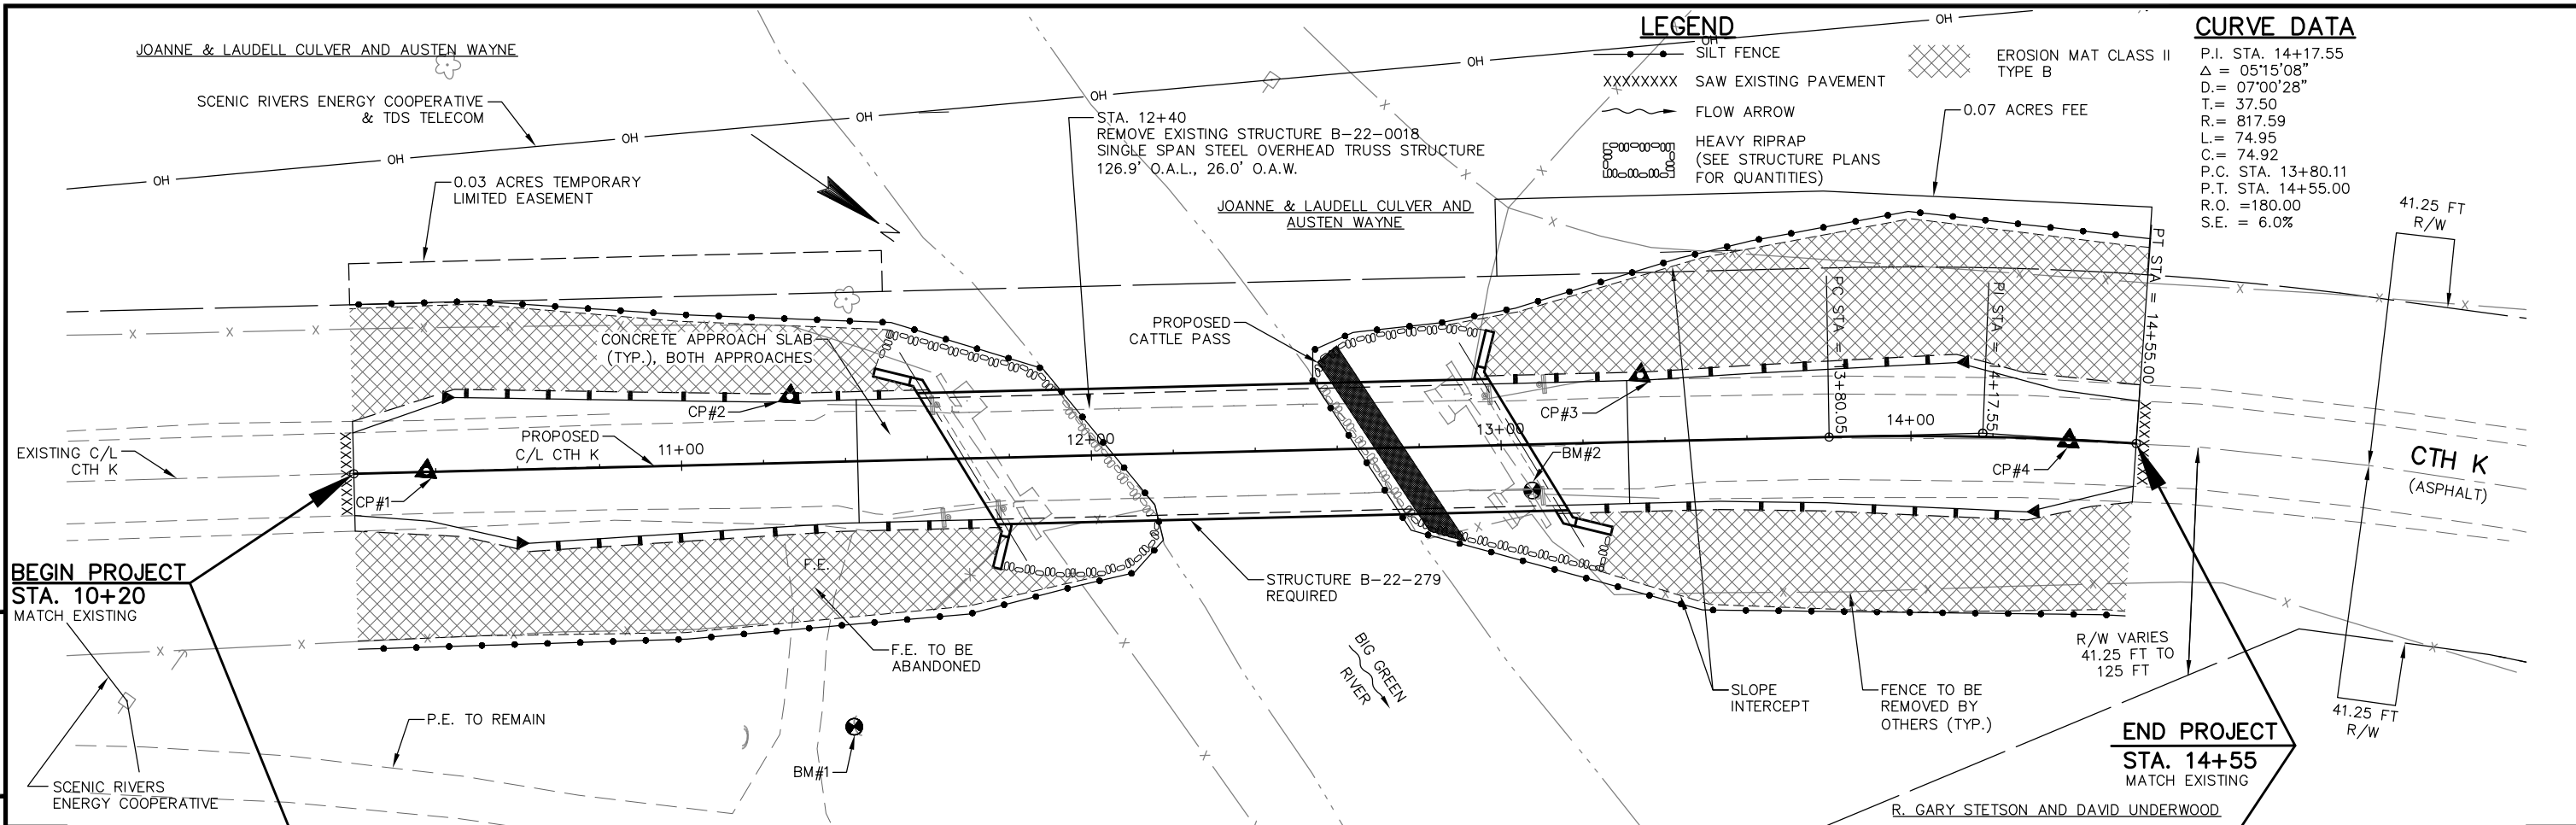 JOANNE & LAUDELL CULVER AND AUSTEN WAYNE
SCENIC RIVERS ENERGY COOPERATIVE
& TDS TELECOM
0.03 ACRES TEMPORARY
LIMITED EASEMENT
OH
OH
OH
OH
OH
OH
OH
OH
N
STA. 12+40
REMOVE EXISTING STRUCTURE B-22-0018
SINGLE SPAN STEEL OVERHEAD TRUSS STRUCTURE
126.9' O.A.L., 26.0' O.A.W.
JOANNE & LAUDELL CULVER AND
AUSTEN WAYNE
LEGEND
SILT FENCE
XXXXXXXX SAW EXISTING PAVEMENT
FLOW ARROW
HEAVY RIPRAP
(SEE STRUCTURE PLANS
FOR QUANTITIES)
EROSION MAT CLASS II
TYPE B
0.07 ACRES FEE
CURVE DATA
P.I. STA. 14+17.55
Δ = 05°15'08"
D.= 07°00'28"
T.= 37.50
R.= 817.59
L.= 74.95
C.= 74.92
P.C. STA. 13+80.11
P.T. STA. 14+55.00
R.O. =180.00
S.E. = 6.0%
41.25 FT
R/W
PROPOSED
CATTLE PASS
CONCRETE APPROACH SLAB
(TYP.), BOTH APPROACHES
CP#2
CP#3
PC STA = 13+80.05
PI STA = 14+17.55
PT STA = 14+55.00
EXISTING C/L
CTH K
PROPOSED
C/L CTH K
11+00
12+00
13+00
14+00
CP#1
BM#2
CP#4
CTH K
(ASPHALT)
BEGIN PROJECT
STA. 10+20
MATCH EXISTING
F.E.
F.E. TO BE
ABANDONED
STRUCTURE B-22-279
REQUIRED
BIG GREEN
RIVER
SLOPE
INTERCEPT
FENCE TO BE
REMOVED BY
OTHERS (TYP.)
R/W VARIES
41.25 FT TO
125 FT
41.25 FT
R/W
P.E. TO REMAIN
BM#1
SCENIC RIVERS
ENERGY COOPERATIVE
END PROJECT
STA. 14+55
MATCH EXISTING
R. GARY STETSON AND DAVID UNDERWOOD